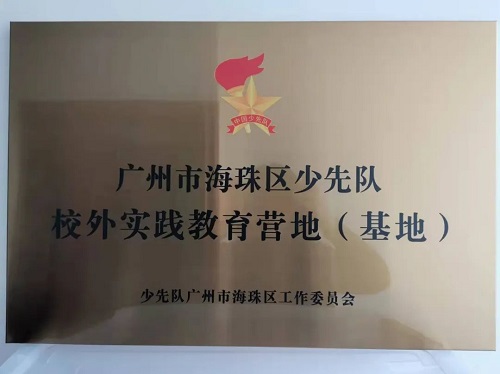 中国少先队
广州市海珠区少先队
校外实践教育营地（基地）
少先队广州市海珠区工作委员会